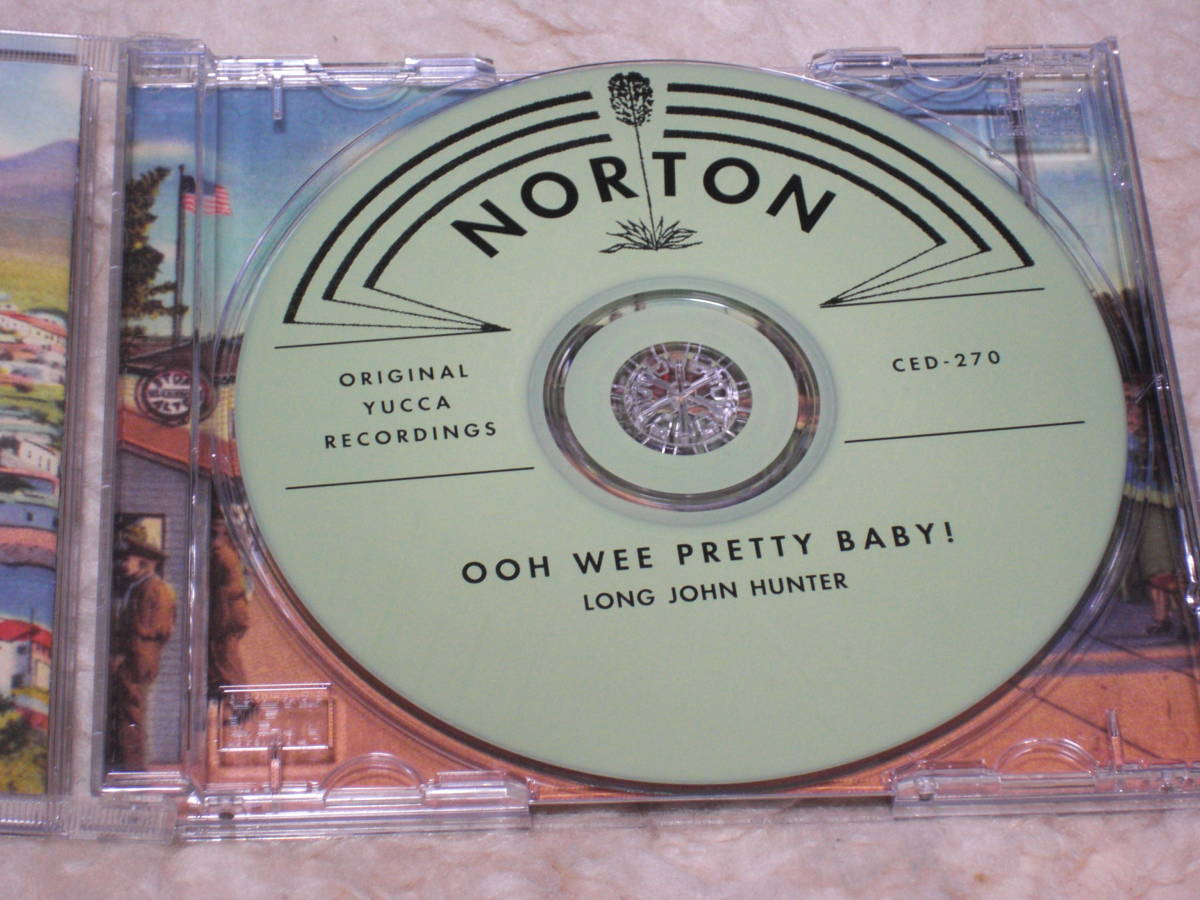 NORTON
ORIGINAL
YUCCA
RECORDINGS
CED-270
OOH WEE PRETTY BABY!
LONG JOHN HUNTER